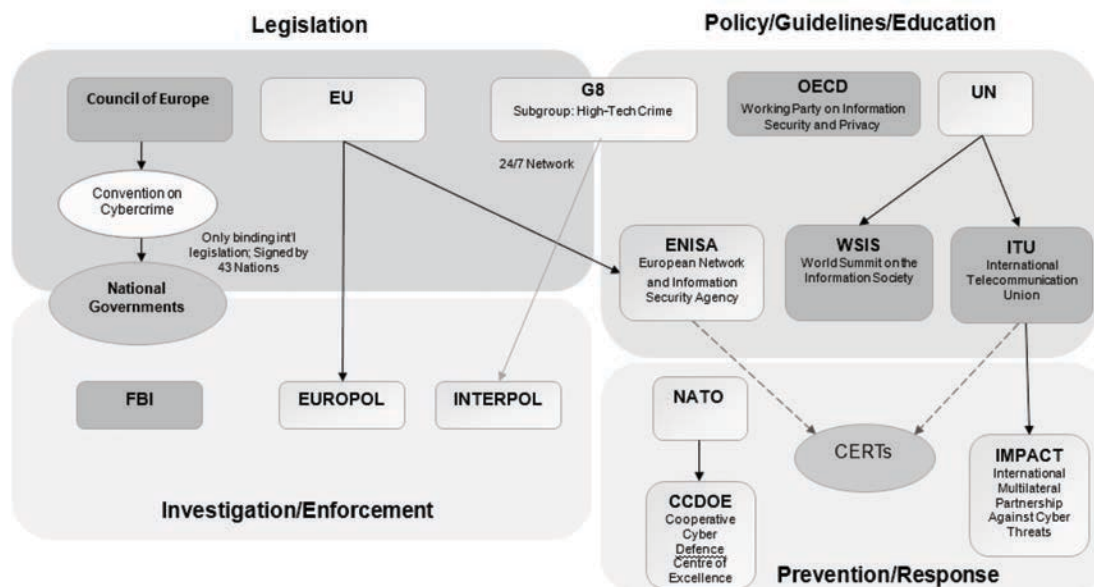 Legislation
Policy/Guidelines/Education
Council of Europe
EU
G8
Subgroup: High-Tech Crime
OECD
Working Party on Information
Security and Privacy
UN
24/7 Network
Convention on
Cybercrime
Only binding int'l
legislation; Signed by
43 Nations
National
Governments
ENISA
European Network
and Information
Security Agency
WSIS
World Summit on the
Information Society
ITU
International
Telecommunication
Union
FBI
EUROPOL
INTERPOL
NATO
CERTs
IMPACT
International
Multilateral
Partnership
Against Cyber
Threats
CCDOE
Cooperative
Cyber
Defence
Centre of
Excellence
Investigation/Enforcement
Prevention/Response